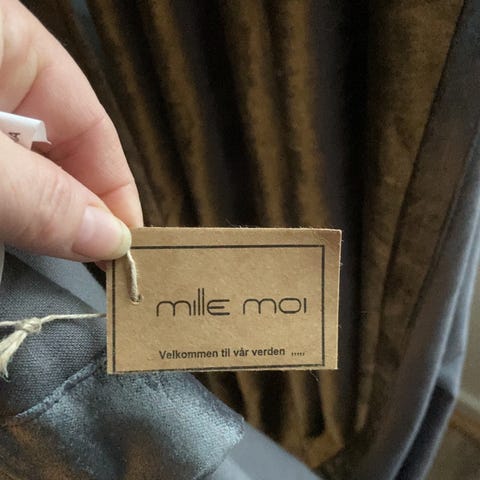 mille moi
Velkommen til vår verden ,,,,,